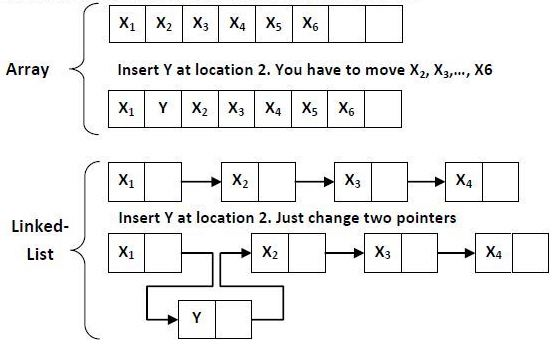 X₁ X₂ X₃ X₄ X₅ X₆
Array
Insert Y at location 2. You have to move X₂, X₃,..., X6
X₁ Y X₂ X₃ X₄ X₅ X₆
X₁ X₂ X₃ X₄
Insert Y at location 2. Just change two pointers
Linked-
List
X₁ X₂ X₃ X₄
Y